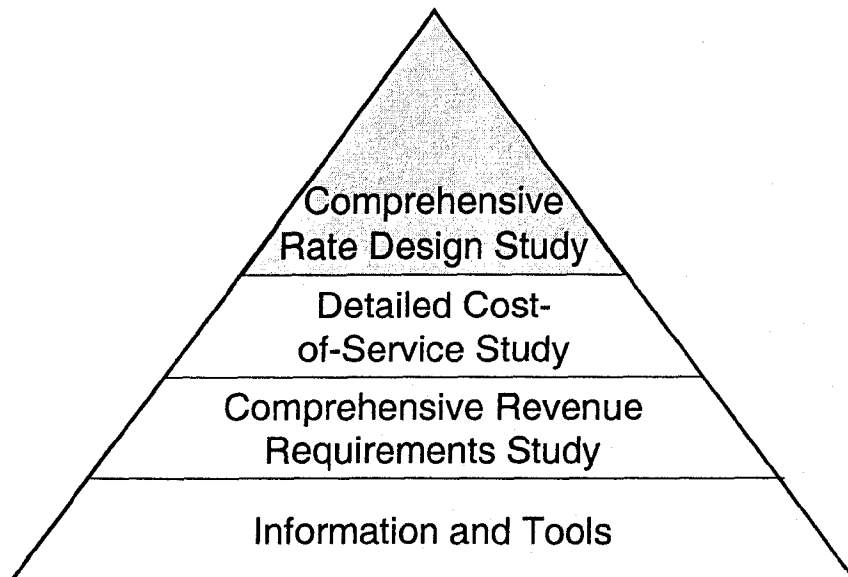 Comprehensive
Rate Design Study
Detailed Cost-
of-Service Study
Comprehensive Revenue
Requirements Study
Information and Tools